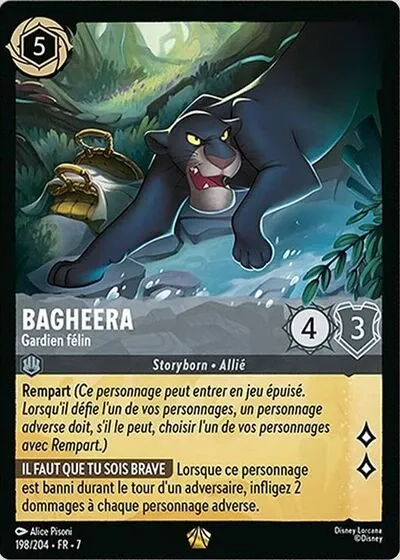 5
BAGHEERA
Gardien félin
4
3
Storyborn • Allié
Rempart (Ce personnage peut entrer en jeu épuisé.
Lorsqu'il défie l'un de vos personnages, un personnage
adverse doit, s'il le peut, choisir l'un de vos personnages
avec Rempart.)
IL FAUT QUE TU SOIS BRAVE Lorsque ce personnage
est banni durant le tour d'un adversaire, infligez 2
dommages à chaque personnage adverse.
Alice Pisoni
198/204 • FR • 7
Disney Lorcana
©Disney